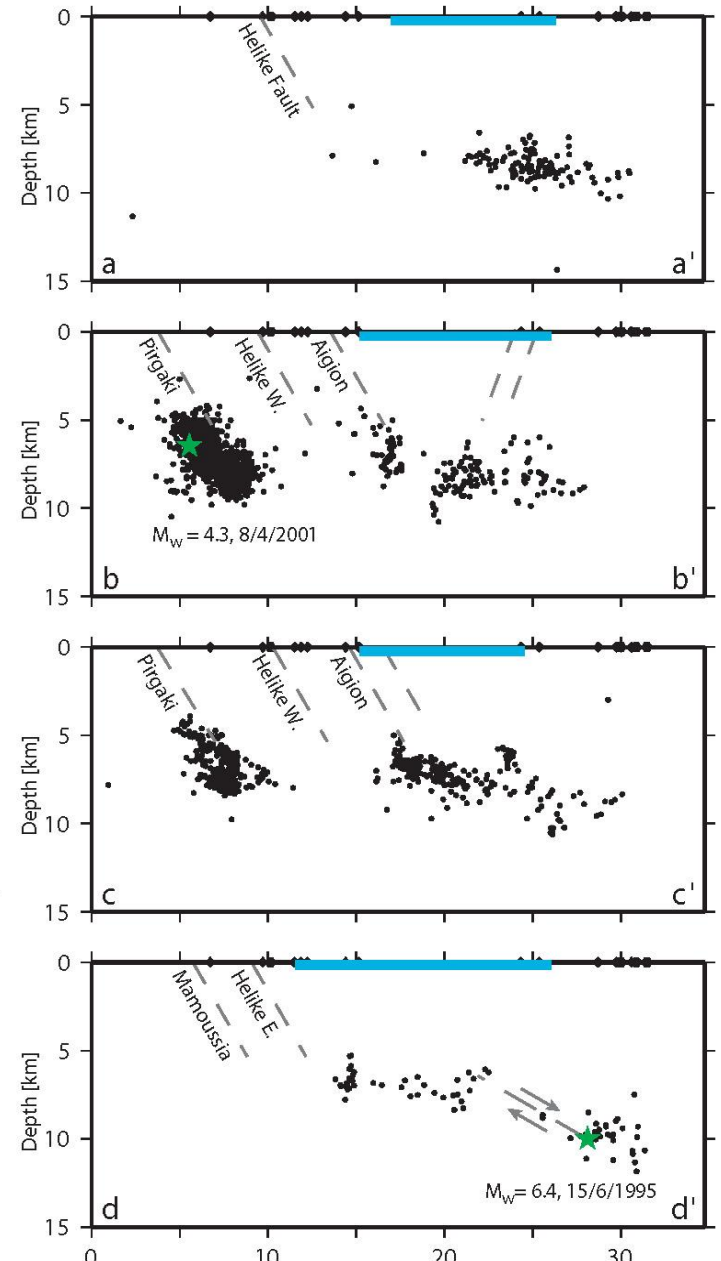 0
Helike Fault
5
Depth [km]
10
a
a'
15
0
Pirgaki
Helike W.
Aigion
5
Depth [km]
10
M_w = 4.3, 8/4/2001
b
b'
15
0
Pirgaki
Helike W.
Aigion
5
Depth [km]
10
c
c'
15
0
Mamoussia
Helike E.
5
Depth [km]
10
M_w = 6.4, 15/6/1995
d
d'
15
0
10
20
30